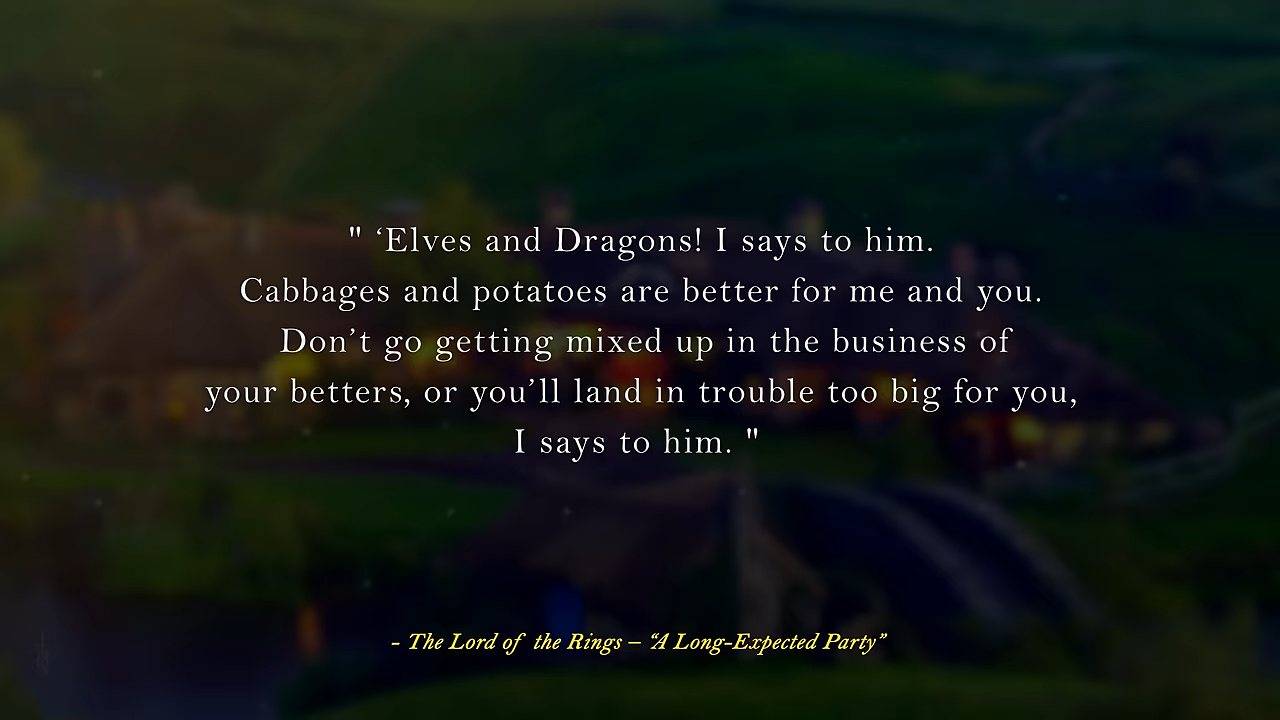 " ‘Elves and Dragons! I says to him.
Cabbages and potatoes are better for me and you.
Don’t go getting mixed up in the business of
your betters, or you’ll land in trouble too big for you,
I says to him. "
- The Lord of the Rings – “A Long-Expected Party”